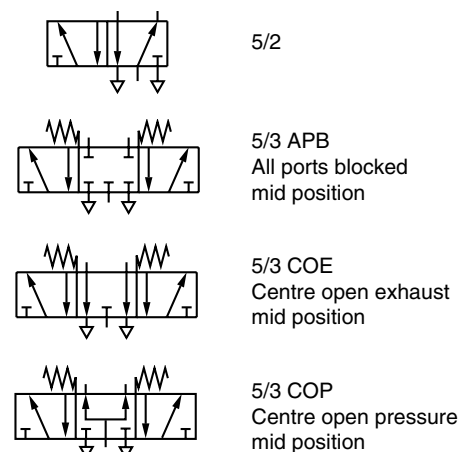 5/2
5/3 APB
All ports blocked
mid position
5/3 COE
Centre open exhaust
mid position
5/3 COP
Centre open pressure
mid position